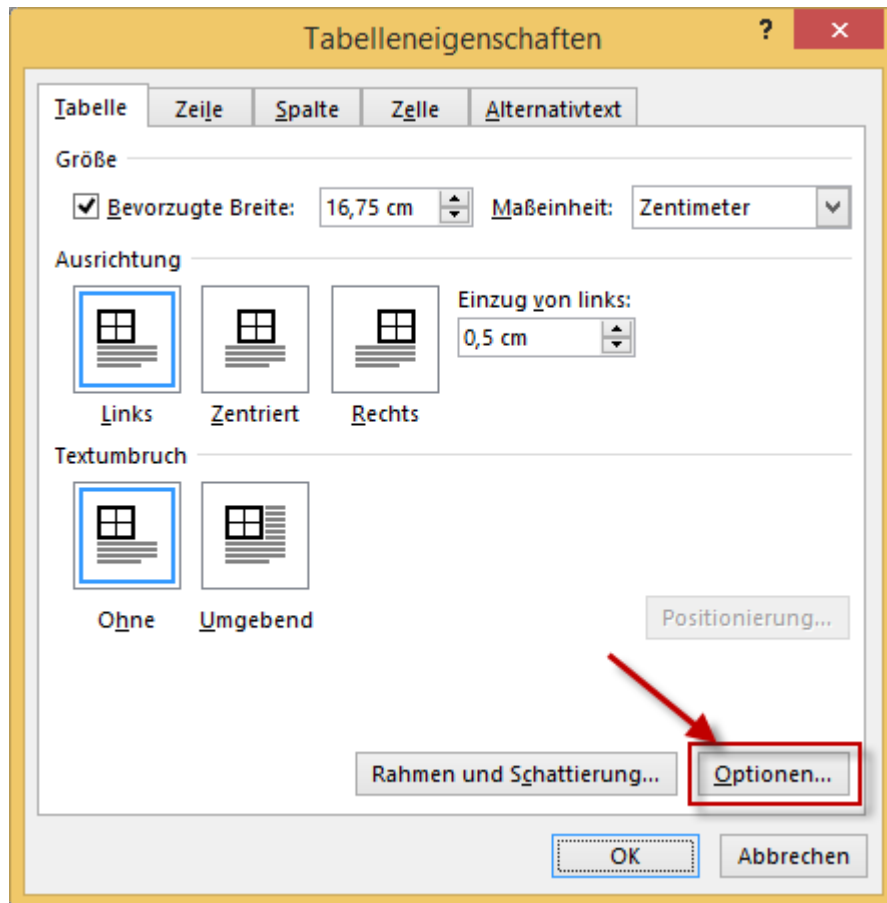 Tabelleneigenschaften ?
Tabelle Zeile Spalte Zelle Alternativtext
Größe
Bevorzugte Breite: 16,75 cm Maßeinheit: Zentimeter
Ausrichtung
Einzug von links:
0,5 cm
Links Zentriert Rechts
Textumbruch
Ohne Umgebend
Positionierung...
Rahmen und Schattierung... Optionen...
OK Abbrechen